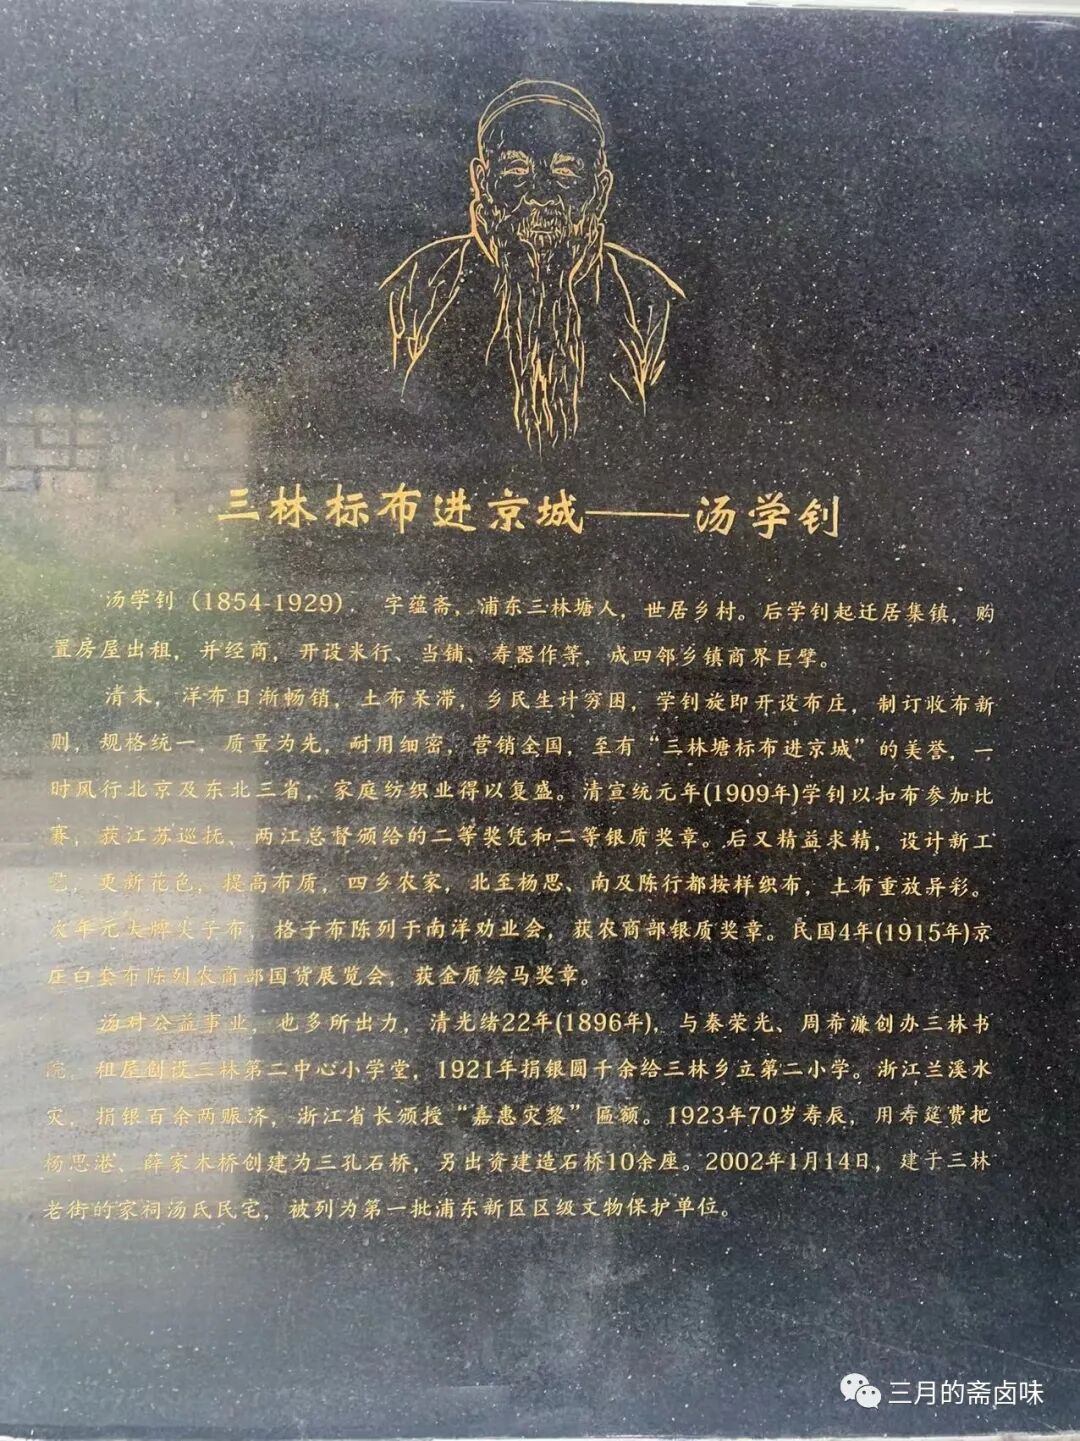 三林标布进京城——汤学钊
汤学钊（1854-1929），字蕴斋，浦东三林塘人，世居乡村。后学钊起迁居集镇，购
置房屋出租，并经商，开设米行、当铺、寿器作等，成四邻乡镇商界巨擘。
清末，洋布日渐畅销，土布呆滞，乡民生计穷困，学钊旋即开设布庄，制订收布新
则，规格统一，质量为先，耐用细密，营销全国，至有“三林塘标布进京城”的美誉，一
时风行北京及东北三省，家庭纺织业得以复盛。清宣统元年(1909年)学钊以扣布参加比
赛，获江苏巡抚、两江总督颁给的二等奖凭和二等银质奖章。后又精益求精，设计新工
艺，更新花色，提高布质，四乡农家，北至杨思、南及陈行都按样织布，土布重放异彩。
次年元大牌 布，格子布陈列于南洋劝业会，获农商部银质奖章。民国4年(1915年)京
庄白套布陈列农商部国货展览会，获金质绘马奖章。
汤对公益事业，也多所出力，清光绪22年(1896年)，与秦荣光、周希濂创办三林书
院，租屋创设三林第二中心小学堂，1921年捐银圆千余给三林乡立第二小学。浙江兰溪水
灾，捐银百余两赈济，浙江省长颁授“嘉惠灾黎”匾额。1923年70岁寿辰，用寿筵费把
杨思港、薛家木桥创建为三孔石桥，另出资建造石桥10余座。2002年1月14日，建于三林
老街的家祠汤氏民宅，被列为第一批浦东新区区级文物保护单位。
三月的斋卤味